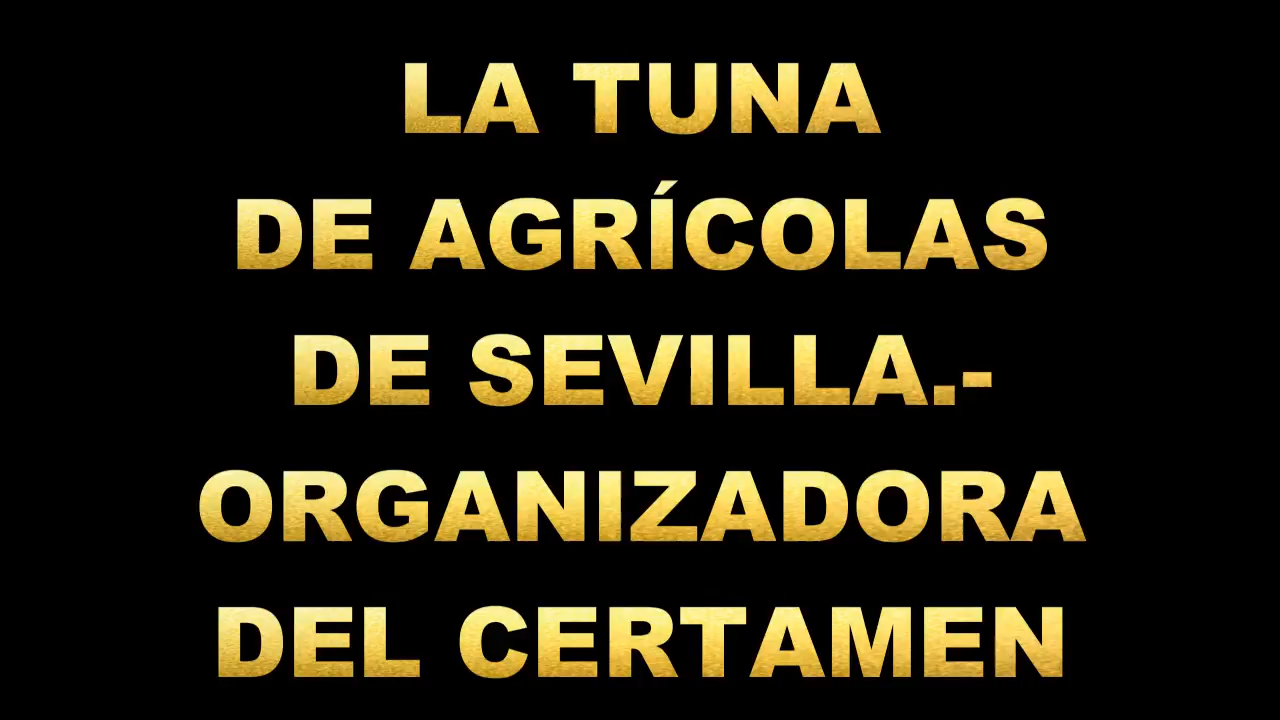 LA TUNA
DE AGRÍCOLAS
DE SEVILLA.-
ORGANIZADORA
DEL CERTAMEN